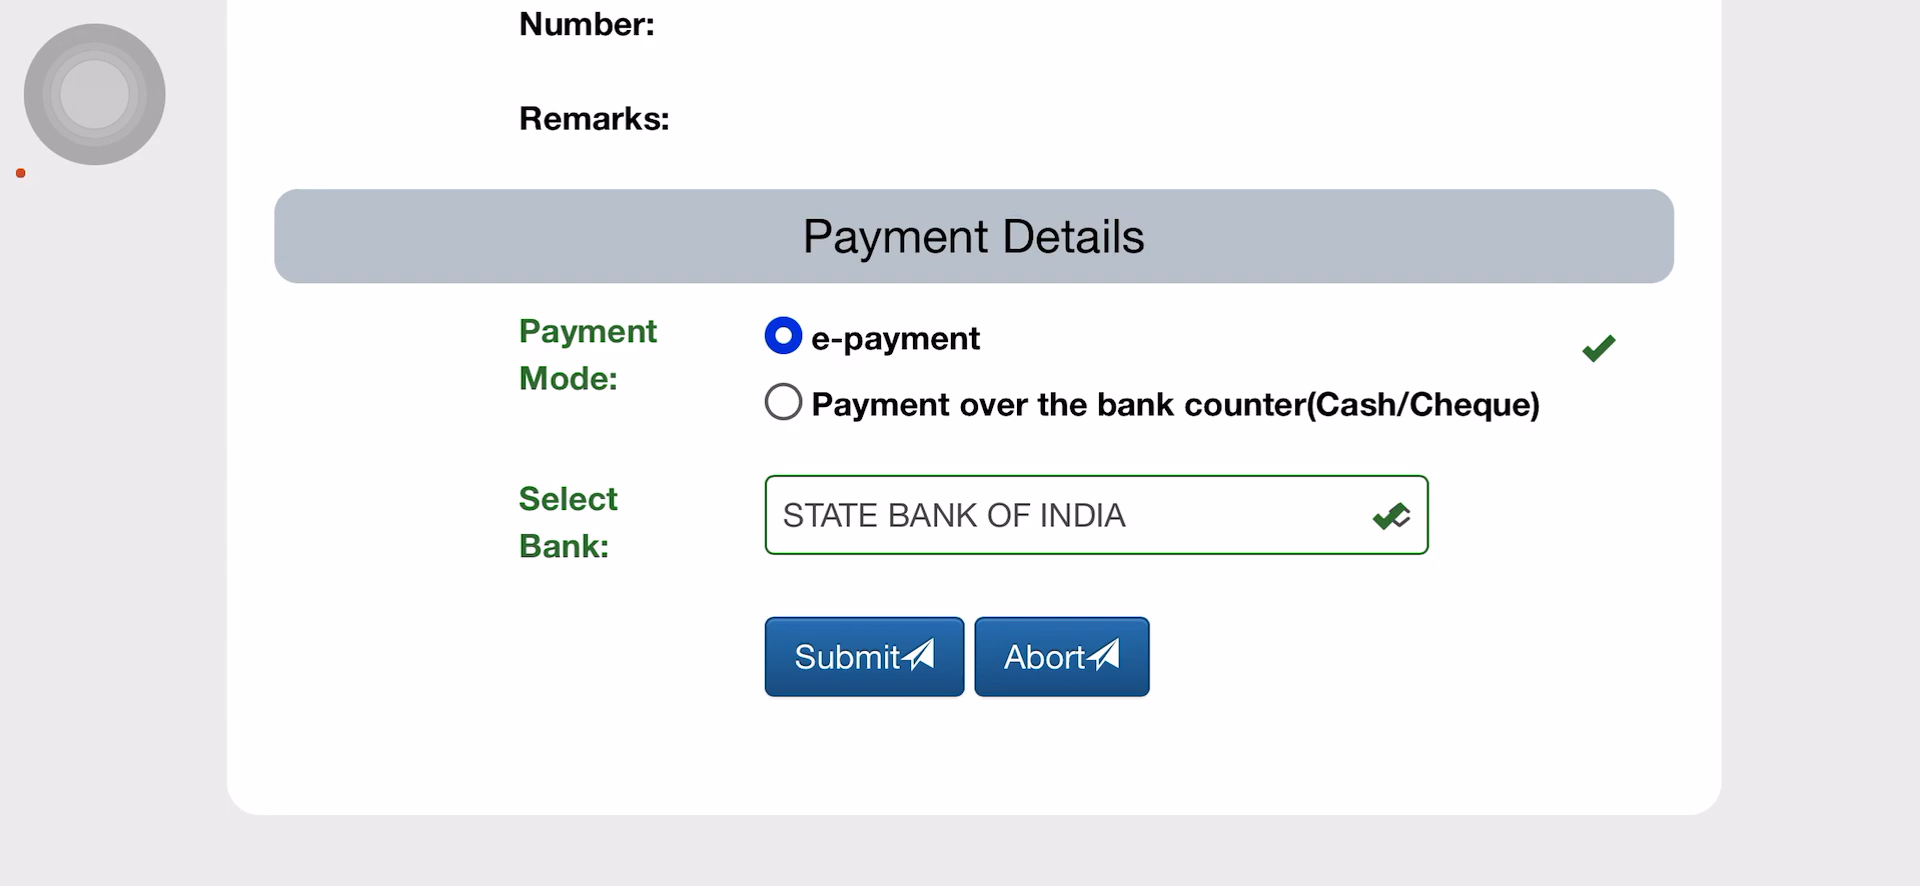 Number:
Remarks:
Payment Details
Payment
Mode:
e-payment
Payment over the bank counter(Cash/Cheque)
Select
Bank:
STATE BANK OF INDIA
Submit
Abort